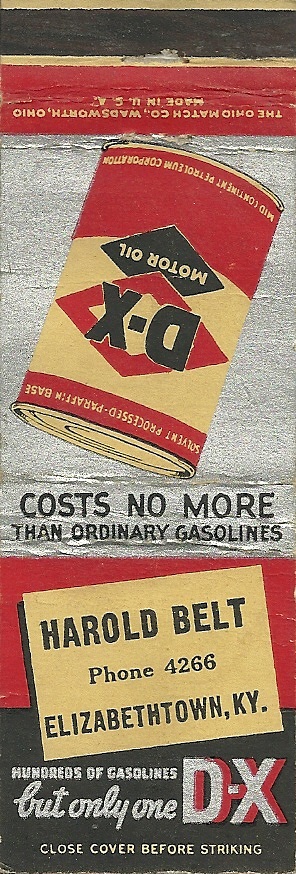 THE OHIO MATCH CO., WADSWORTH, OHIO
MADE IN U.S.A.
MID CONTINENT PETROLEUM CORPORATION
MOTOR OIL
D-X
SOLVENT PROCESSED-PARAFFIN BASE
COSTS NO MORE
THAN ORDINARY GASOLINES
HAROLD BELT
Phone 4266
ELIZABETHTOWN, KY.
HUNDREDS OF GASOLINES
but only one D-X
CLOSE COVER BEFORE STRIKING